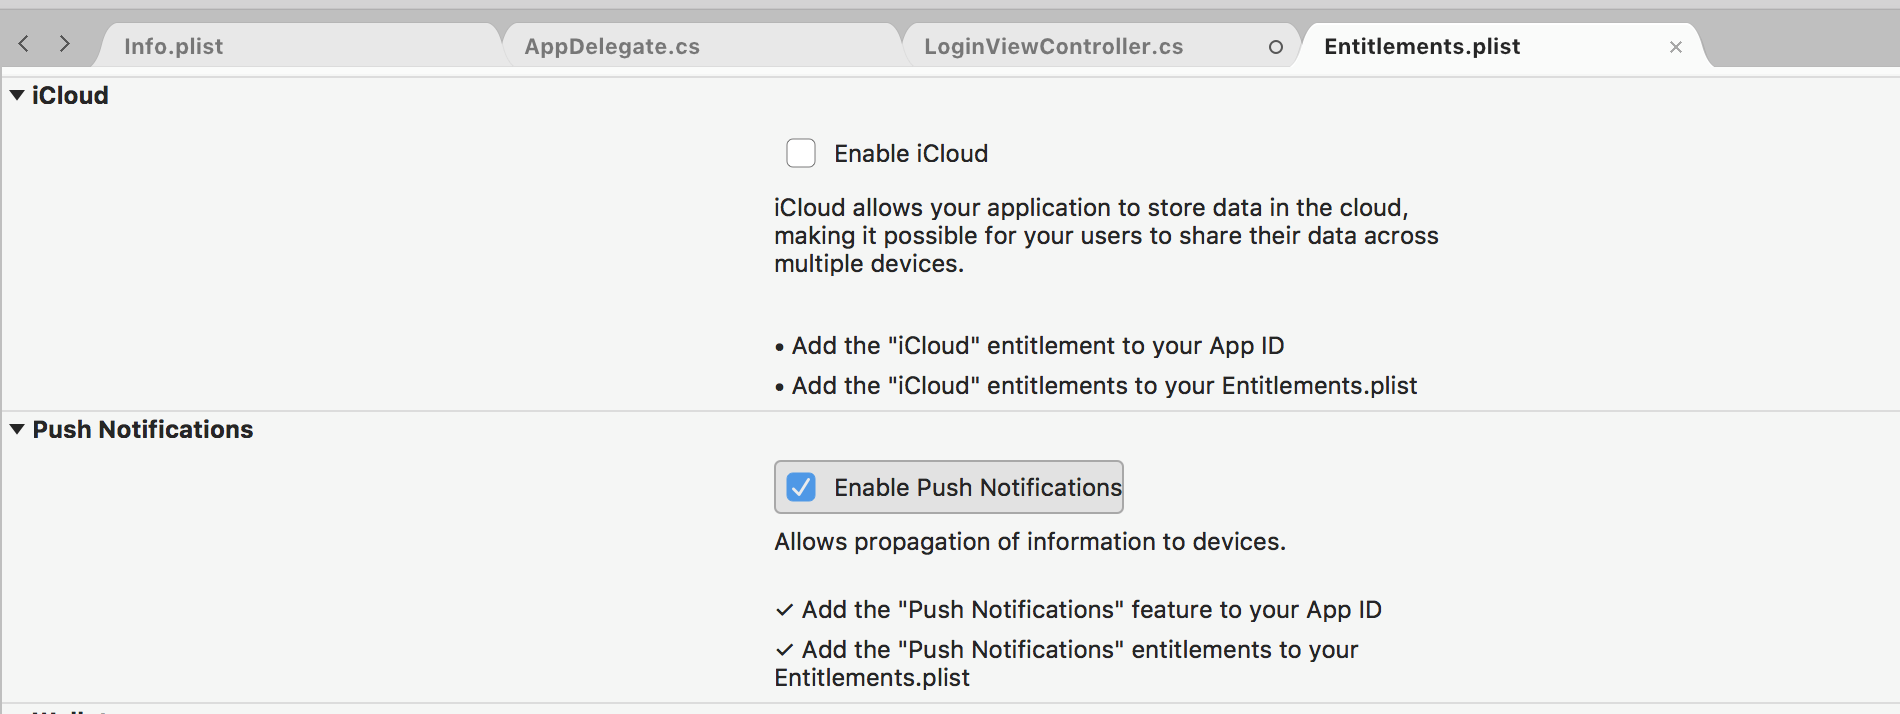 Info.plist
AppDelegate.cs
LoginViewController.cs
Entitlements.plist
iCloud
Enable iCloud
iCloud allows your application to store data in the cloud,
making it possible for your users to share their data across
multiple devices.
• Add the "iCloud" entitlement to your App ID
• Add the "iCloud" entitlements to your Entitlements.plist
Push Notifications
Enable Push Notifications
Allows propagation of information to devices.
✓ Add the "Push Notifications" feature to your App ID
✓ Add the "Push Notifications" entitlements to your
Entitlements.plist